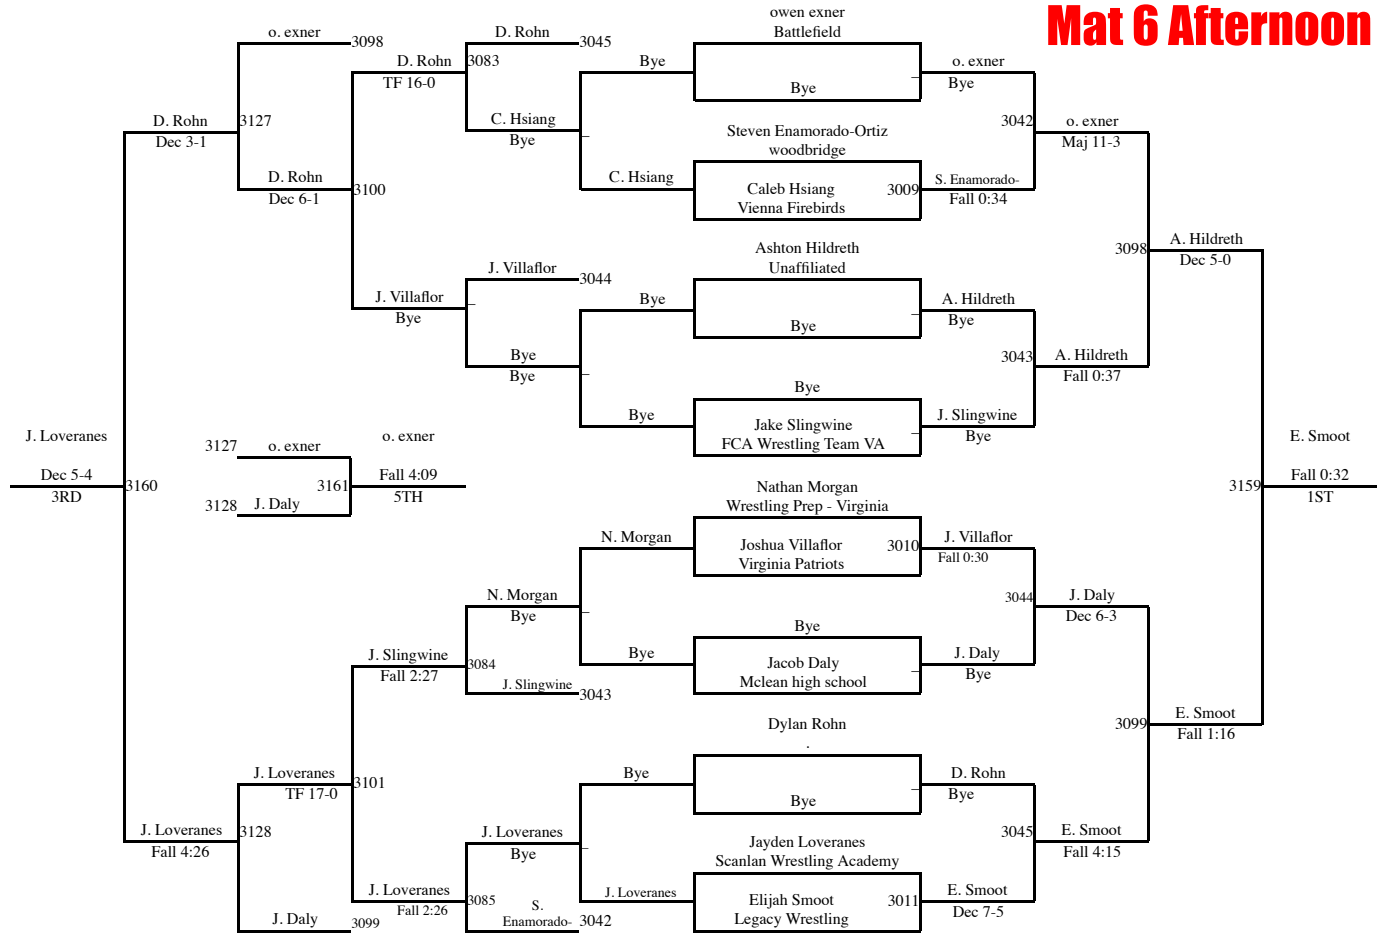 Mat 6 Afternoon
owen exner
Battlefield
Bye
Steven Enamorado-Ortiz
woodbridge
Caleb Hsiang
Vienna Firebirds
3009
Ashton Hildreth
Unaffiliated
Bye
Bye
Jake Slingwine
FCA Wrestling Team VA
Nathan Morgan
Wrestling Prep - Virginia
Joshua Villaflor
Virginia Patriots
3010
Bye
Jacob Daly
Mclean high school
Dylan Rohn
.
Bye
Jayden Loveranes
Scanlan Wrestling Academy
Elijah Smoot
Legacy Wrestling
3011
o. exner
Bye
3042
S. Enamorado-
Fall 0:34
A. Hildreth
Bye
3043
J. Slingwine
Bye
J. Villaflor
Fall 0:30
3044
J. Daly
Bye
D. Rohn
Bye
3045
E. Smoot
Dec 7-5
o. exner
Maj 11-3
3098
A. Hildreth
Fall 0:37
J. Daly
Dec 6-3
3099
E. Smoot
Fall 4:15
A. Hildreth
Dec 5-0
3159
E. Smoot
Fall 1:16
E. Smoot
Fall 0:32
1ST
Bye
C. Hsiang
Bye
Bye
N. Morgan
Bye
Bye
J. Loveranes
D. Rohn
3045
3083
C. Hsiang
Bye
J. Villaflor
3044
Bye
Bye
N. Morgan
Bye
3084
J. Slingwine
3043
J. Loveranes
Bye
3085
S.
Enamorado-
3042
D. Rohn
TF 16-0
3100
J. Villaflor
Bye
J. Slingwine
Fall 2:27
3101
J. Loveranes
Fall 2:26
o. exner
3098
3127
D. Rohn
Dec 6-1
J. Loveranes
TF 17-0
3128
J. Daly
3099
D. Rohn
Dec 3-1
3160
J. Loveranes
Fall 4:26
J. Loveranes
Dec 5-4
3RD
3127
o. exner
3161
3128
J. Daly
o. exner
Fall 4:09
5TH